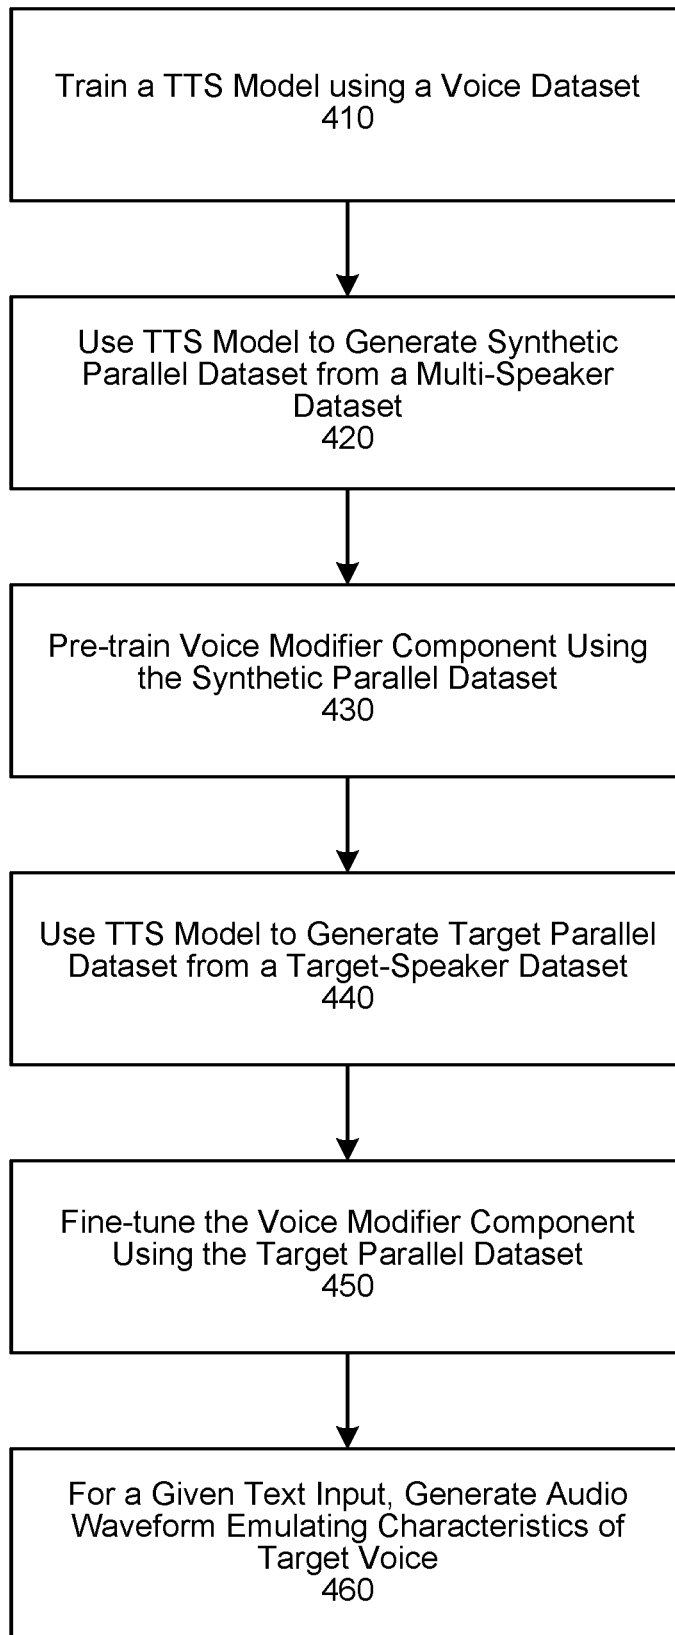 Train a TTS Model using a Voice Dataset
410
Use TTS Model to Generate Synthetic
Parallel Dataset from a Multi-Speaker
Dataset
420
Pre-train Voice Modifier Component Using
the Synthetic Parallel Dataset
430
Use TTS Model to Generate Target Parallel
Dataset from a Target-Speaker Dataset
440
Fine-tune the Voice Modifier Component
Using the Target Parallel Dataset
450
For a Given Text Input, Generate Audio
Waveform Emulating Characteristics of
Target Voice
460